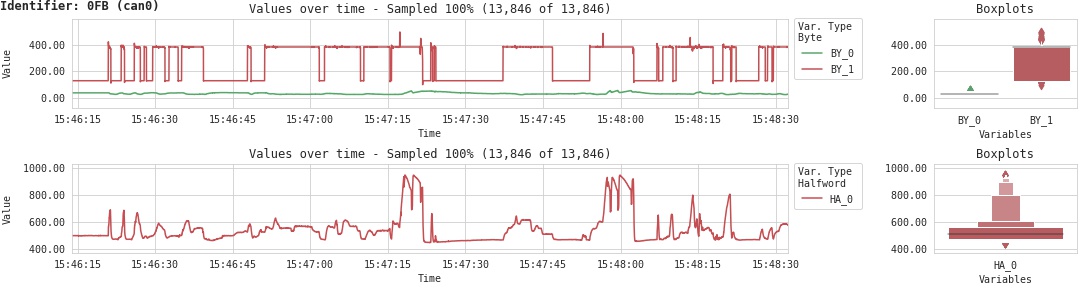 Identifier: 0FB (can0)
Values over time - Sampled 100% (13,846 of 13,846)
Value
400.00
200.00
0.00
15:46:15 15:46:30 15:46:45 15:47:00 15:47:15 15:47:30 15:47:45 15:48:00 15:48:15 15:48:30
Time
Var. Type
Byte
BY_0
BY_1
Boxplots
400.00
200.00
0.00
BY_0 BY_1
Variables
Values over time - Sampled 100% (13,846 of 13,846)
Value
1000.00
800.00
600.00
400.00
15:46:15 15:46:30 15:46:45 15:47:00 15:47:15 15:47:30 15:47:45 15:48:00 15:48:15 15:48:30
Time
Var. Type
Halfword
HA_0
Boxplots
1000.00
800.00
600.00
400.00
HA_0
Variables